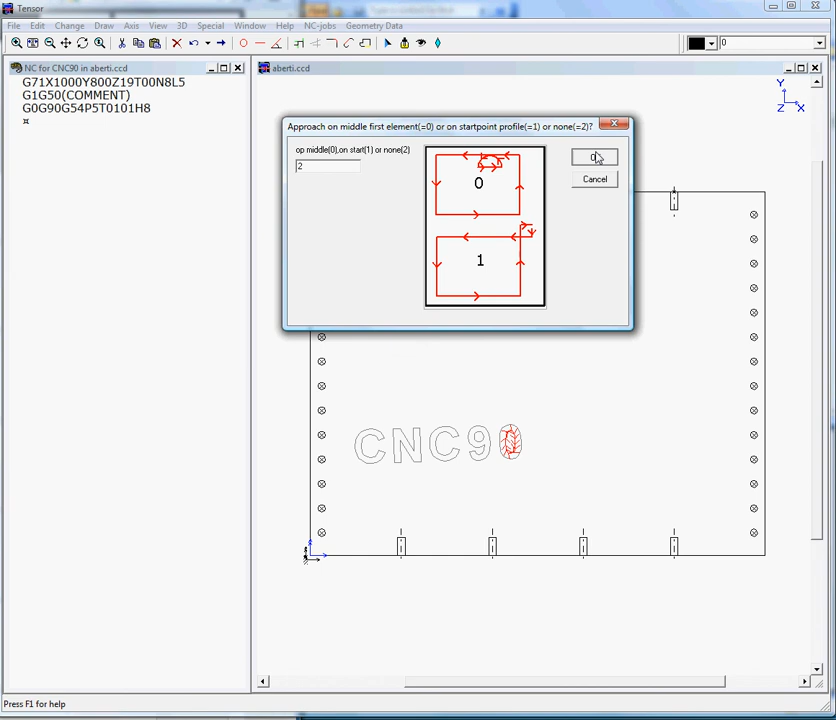 Tensor
File Edit Change Draw Axis View 3D Special Window Help NC-jobs Geometry Data
0
NC for CNC90 in aberti.ccd
G71X1000Y800Z19T00N8L5
G1G50(COMMENT)
G0G90G54P5T0101H8
¤
aberti.ccd
Y
Z X
Approach on middle first element(=0) or on startpoint profile(=1) or none(=2)?
op middle(0),on start(1) or none(2)
2
0
1
Cancel
CNC90
Press F1 for help